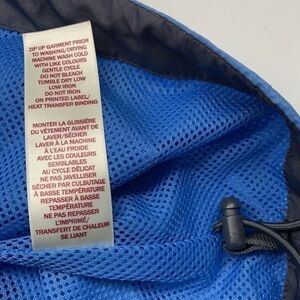 ZIP UP GARMENT PRIOR
TO WASHING/DRYING
MACHINE WASH COLD
WITH LIKE COLOURS
GENTLE CYCLE
DO NOT BLEACH
TUMBLE DRY LOW
LOW IRON
DO NOT IRON
ON PRINTED LABEL/
HEAT TRANSFER BINDING
MONTER LA GLISSIÈRE
DU VÊTEMENT AVANT DE
LAVER/SÉCHER
LAVER À LA MACHINE
À L'EAU FROIDE
AVEC LES COULEURS
SEMBLABLES
AU CYCLE DÉLICAT
NE PAS JAVELLISER
SÉCHER PAR CULBUTAGE
À BASSE TEMPÉRATURE
REPASSER À BASSE
TEMPÉRATURE
NE PAS REPASSER
L'IMPRIMÉ/
TRANSFERT DE CHALEUR
SE LIANT